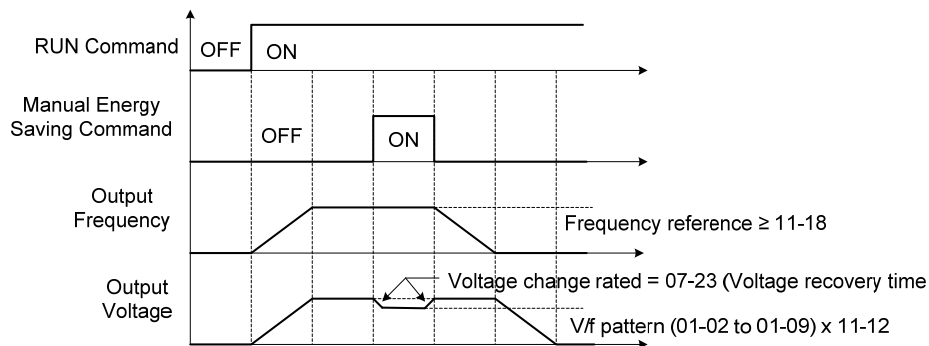 RUN Command
OFF
ON
Manual Energy
Saving Command
OFF
ON
Output
Frequency
Frequency reference ≥ 11-18
Output
Voltage
Voltage change rated = 07-23 (Voltage recovery time
V/f pattern (01-02 to 01-09) x 11-12